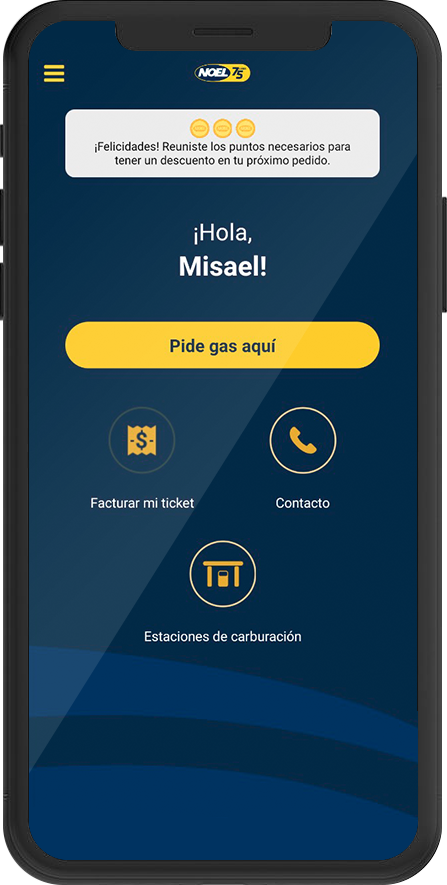 NOEL 75
¡Felicidades! Reuniste los puntos necesarios para
tener un descuento en tu próximo pedido.
¡Hola,
Misael!
Pide gas aquí
Facturar mi ticket
Contacto
Estaciones de carburación